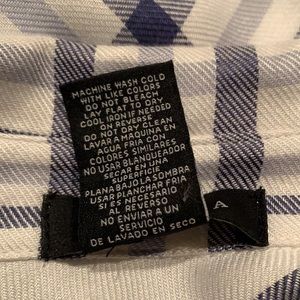 MACHINE WASH COLD
WITH LIKE COLORS
DO NOT BLEACH
LAY FLAT TO DRY
COOL IRON IF NEEDED
ON REVERSE
DO NOT DRY CLEAN
LAVAR A MAQUINA EN
AGUA FRIA CON
COLORES SIMILARES
NO USAR BLANQUEADOR
SECAR EN UNA
SUPERFICIE
PLANA BAJO LA SOMBRA
USAR PLANCHAR FRIA
SI ES NECESARIO
AL REVERSO
NO ENVIAR A UN
SERVICIO
DE LAVADO EN SECO
A